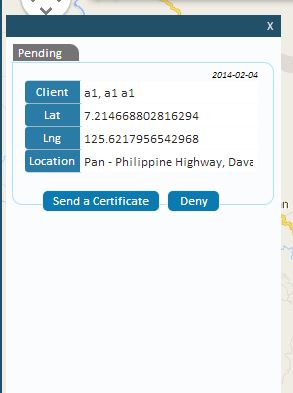 X
Pending
2014-02-04
Client a1, a1 a1
Lat 7.214668802816294
Lng 125.6217956542968
Location Pan - Philippine Highway, Dava
Send a Certificate Deny